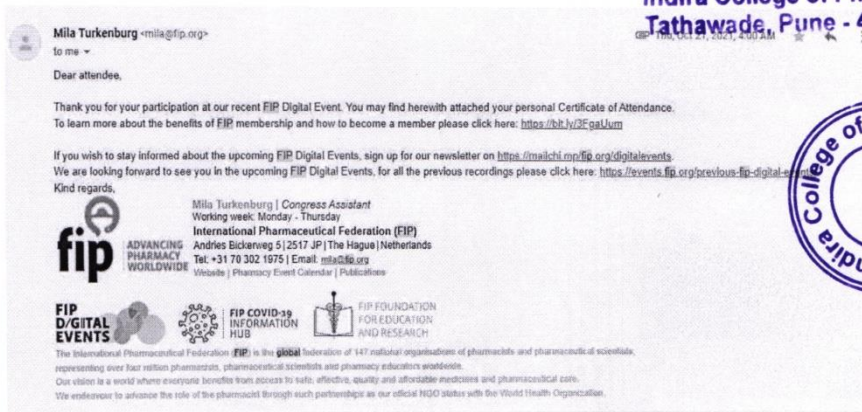 Tathawade, Pune - 4
Mila Turkenburg <mila@fip.org>
to me
Dear attendee,
Thank you for your participation at our recent FIP Digital Event. You may find herewith attached your personal Certificate of Attendance.
To learn more about the benefits of FIP membership and how to become a member please click here: https://bit.ly/3FgaUum
If you wish to stay informed about the upcoming FIP Digital Events, sign up for our newsletter on https://mailchi.mp/fip.org/digitalevents.
We are looking forward to see you in the upcoming FIP Digital Events, for all the previous recordings please click here: https://events.fip.org/previous-fip-digital-
Kind regards,
Mila Turkenburg | Congress Assistant
Working week: Monday - Thursday
International Pharmaceutical Federation (FIP)
Andries Bickerweg 5 | 2517 JP | The Hague | Netherlands
Tel: +31 70 302 1975 | Email: mila@fip.org
Website | Pharmacy Event Calendar | Publications
fip
ADVANCING
PHARMACY
WORLDWIDE
FIP
D/G/TAL
EVENTS
FIP COVID-19
INFORMATION
HUB
FIP FOUNDATION
FOR EDUCATION
AND RESEARCH
The International Pharmaceutical Federation (FIP) is the global federation of 147 national organisations of pharmacists and pharmaceutical scientists,
representing over four million pharmacists, pharmaceutical scientists and pharmacy educators worldwide.
Our vision is a world where everyone benefits from access to safe, effective, quality and affordable medicines and pharmaceutical care.
We endeavour to advance the role of the pharmacist through such partnerships as our official NGO status with the World Health Organization.
College of